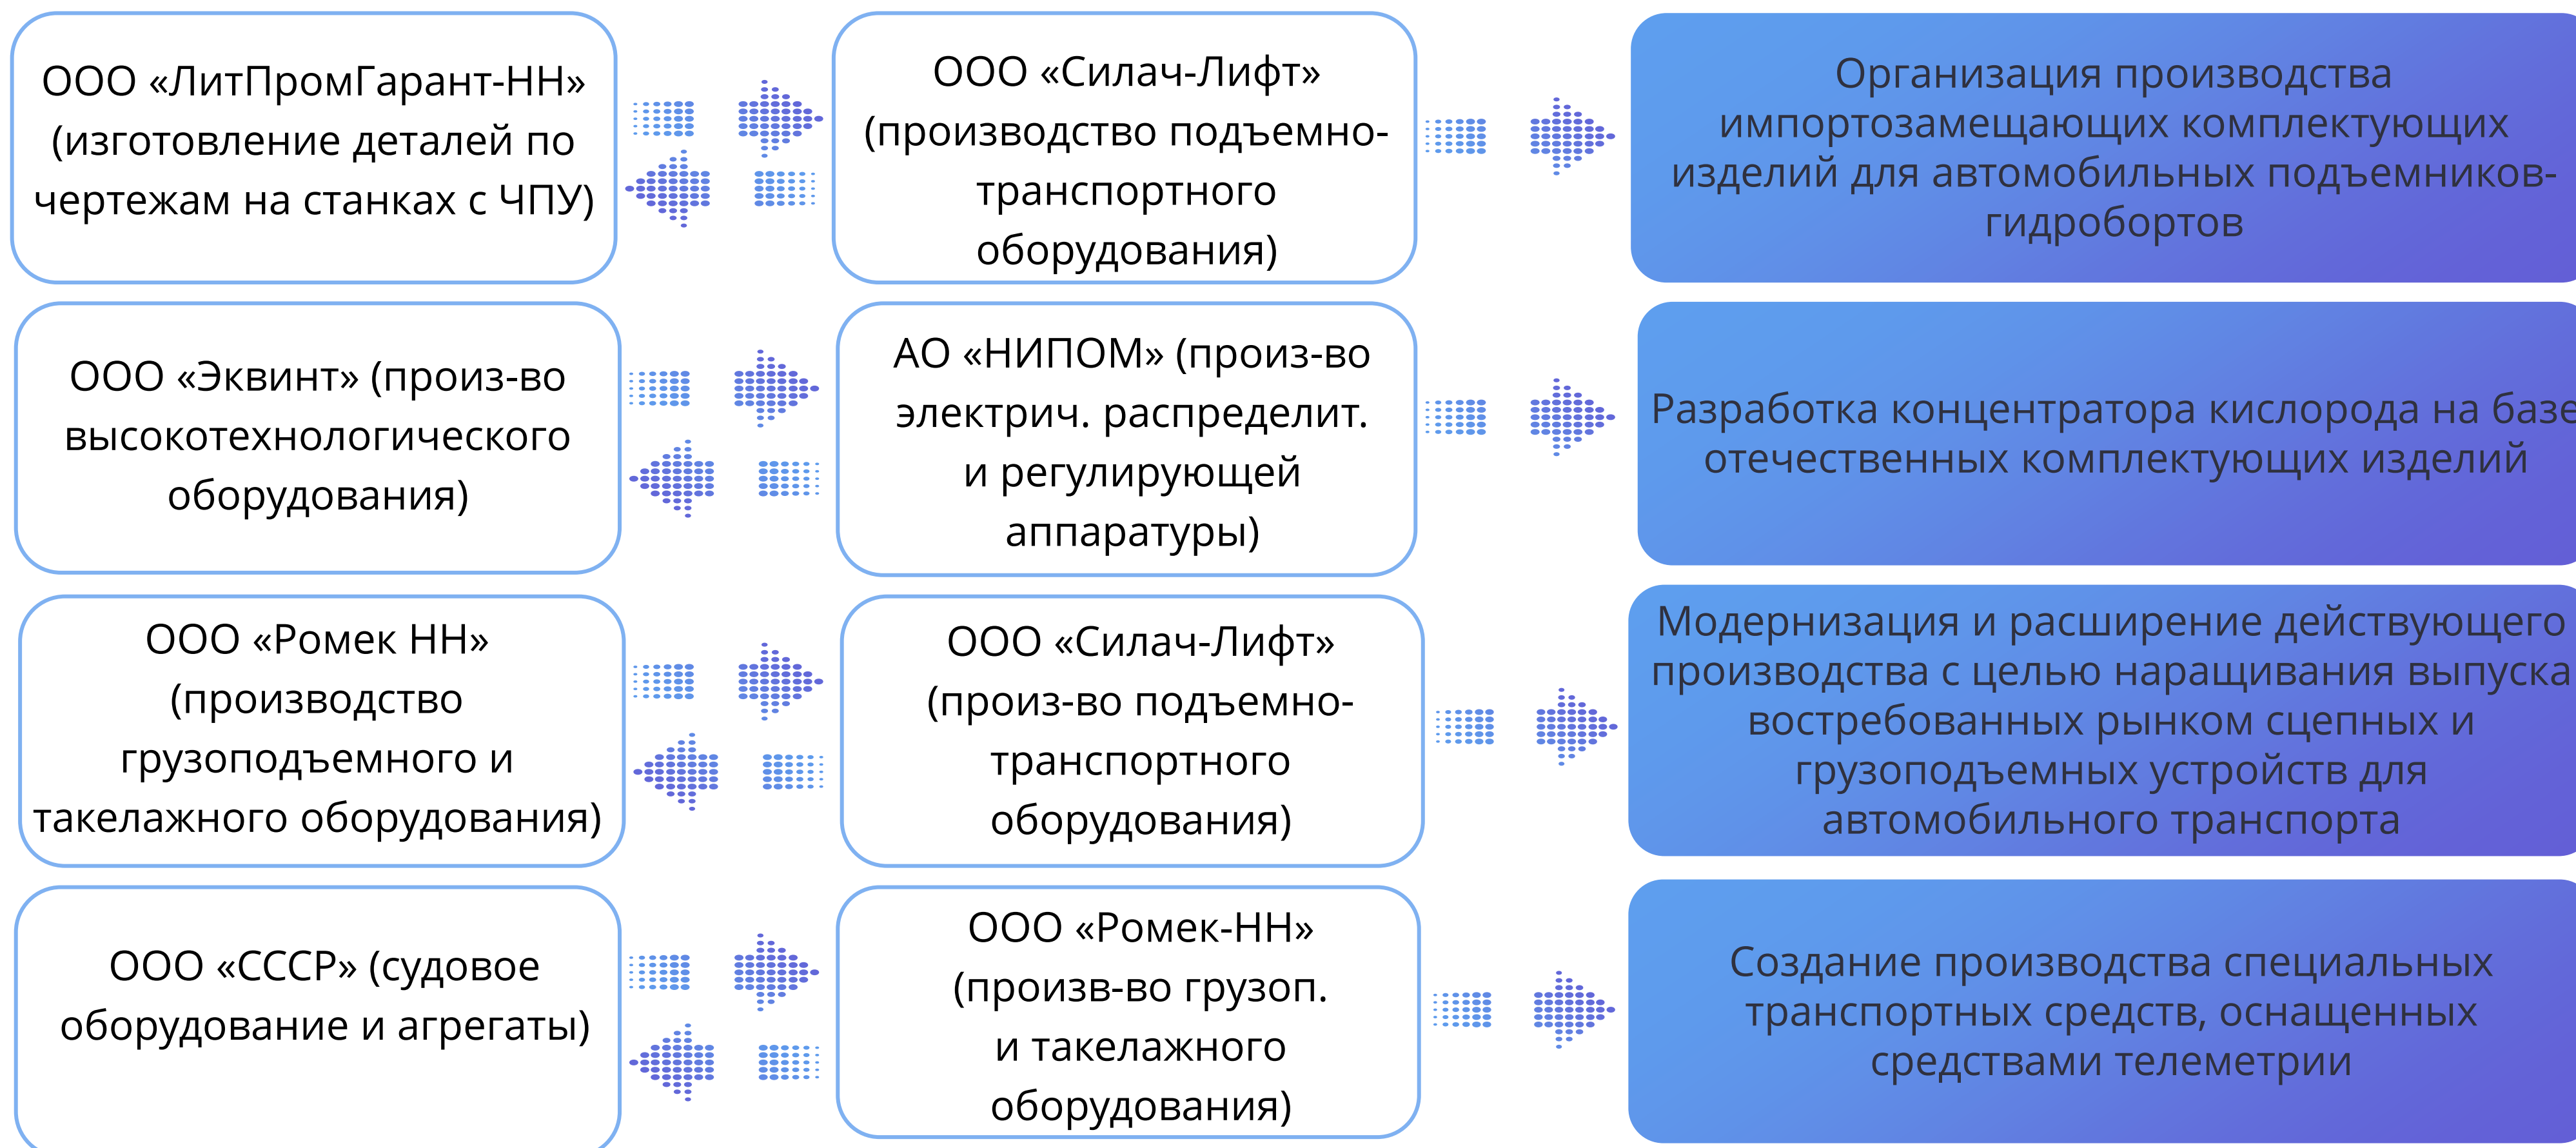 ООО «ЛитПромГарант-НН»
(изготовление деталей по
чертежам на станках с ЧПУ)
ООО «Силач-Лифт»
(производство подъемно-
транспортного
оборудования)
Организация производства
импортозамещающих комплектующих
изделий для автомобильных подъемников-
гидробортов
ООО «Эквинт» (произ-во
высокотехнологического
оборудования)
АО «НИПОМ» (произ-во
электрич. распределит.
и регулирующей
аппаратуры)
Разработка концентратора кислорода на базе
отечественных комплектующих изделий
ООО «Ромек НН»
(производство
грузоподъемного и
такелажного оборудования)
ООО «Силач-Лифт»
(произ-во подъемно-
транспортного
оборудования)
Модернизация и расширение действующего
производства с целью наращивания выпуска
востребованных рынком сцепных и
грузоподъемных устройств для
автомобильного транспорта
ООО «СССР» (судовое
оборудование и агрегаты)
ООО «Ромек-НН»
(произв-во грузоп.
и такелажного
оборудования)
Создание производства специальных
транспортных средств, оснащенных
средствами телеметрии